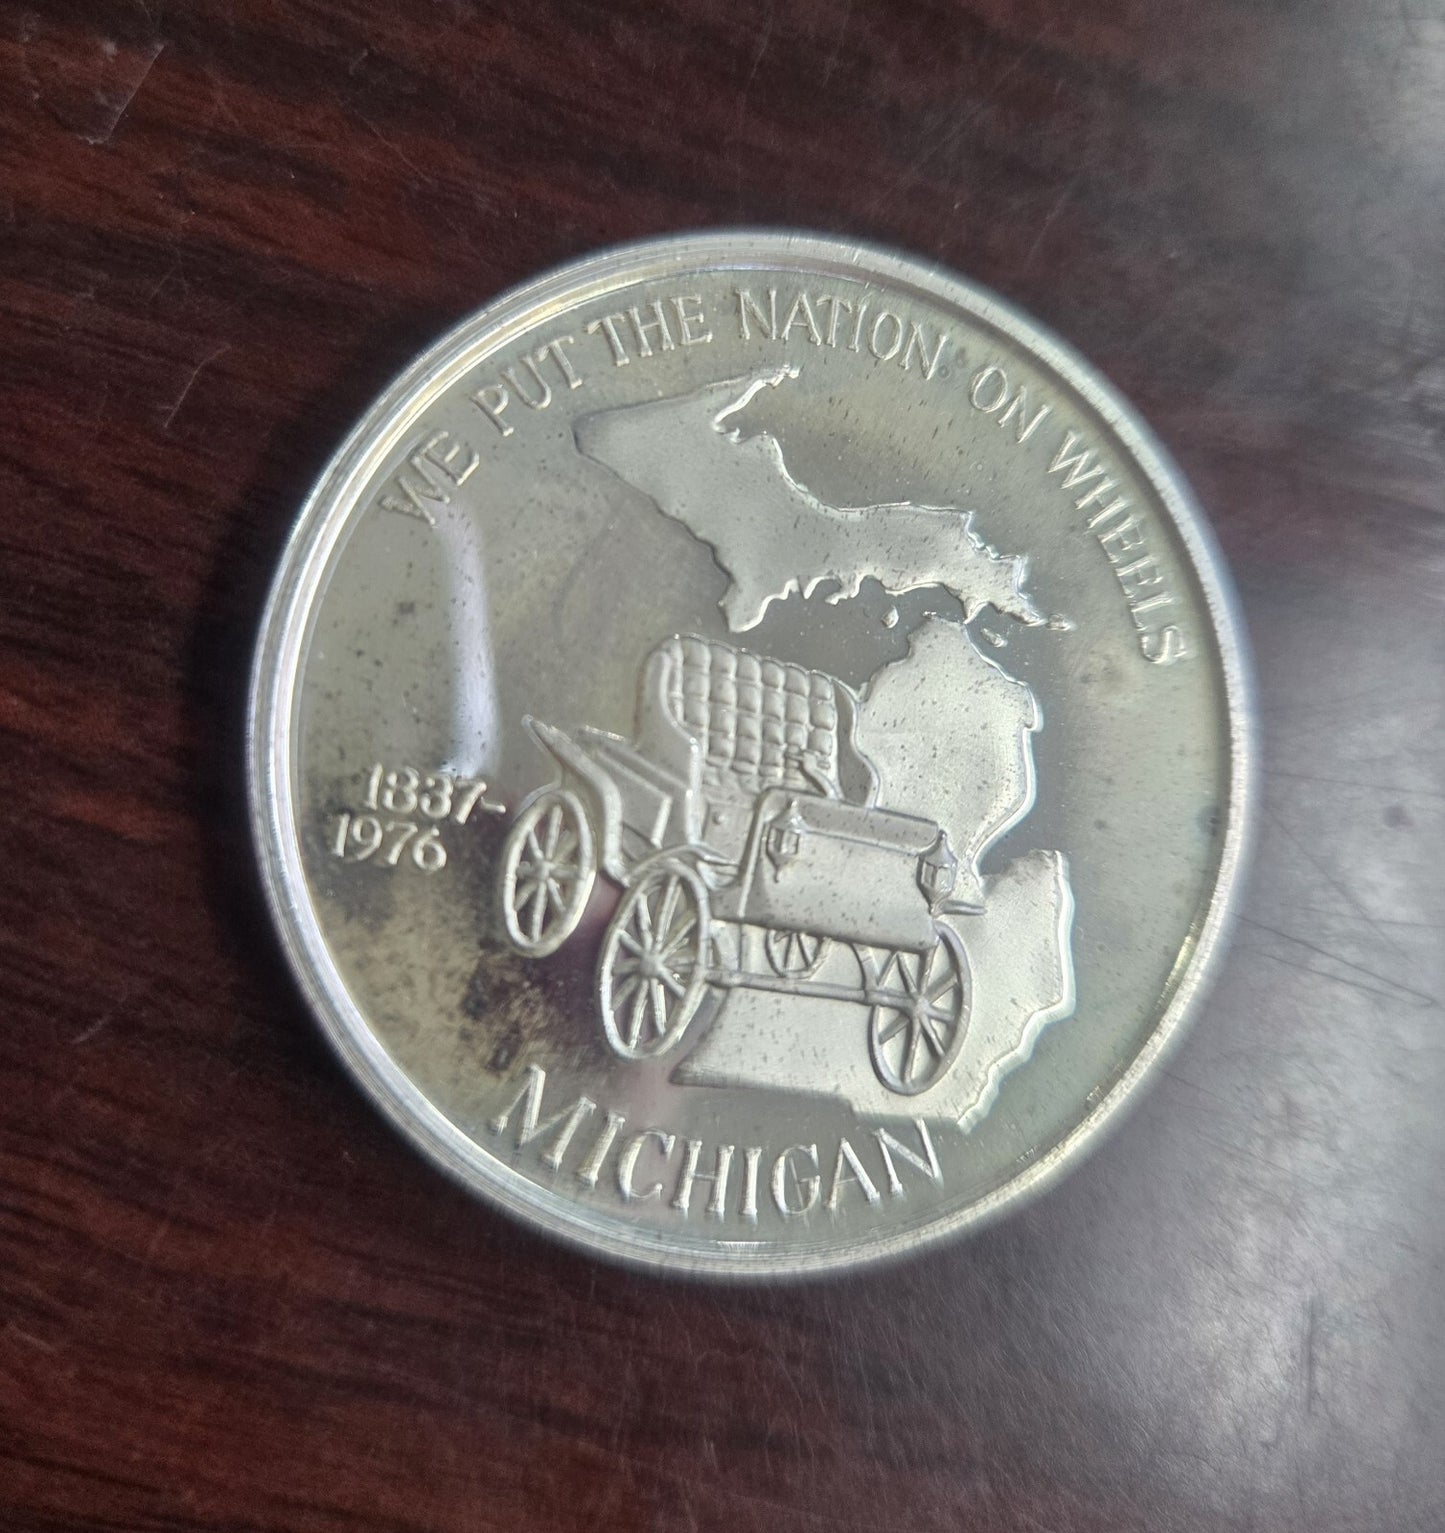 WE PUT THE NATION ON WHEELS
1837-
1976
MICHIGAN